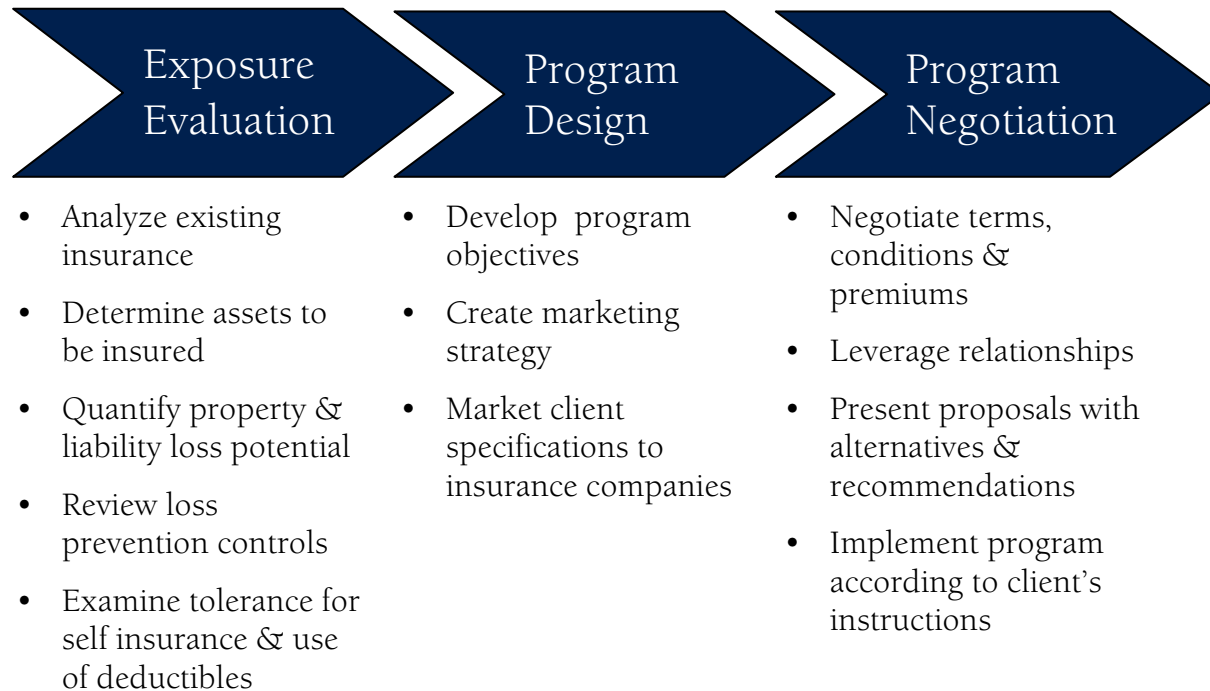 Exposure
Evaluation
• Analyze existing
insurance
• Determine assets to
be insured
• Quantify property &
liability loss potential
• Review loss
prevention controls
• Examine tolerance for
self insurance & use
of deductibles
Program
Design
• Develop  program
objectives
• Create marketing
strategy
• Market client
specifications to
insurance companies
Program
Negotiation
• Negotiate terms,
conditions &
premiums
• Leverage relationships
• Present proposals with
alternatives &
recommendations
• Implement program
according to client’s
instructions